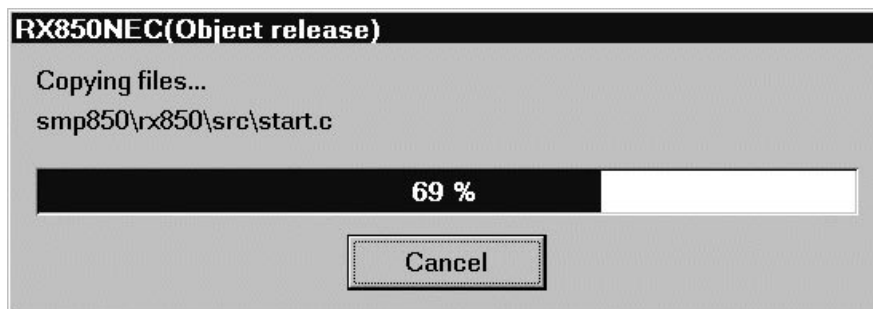 RX850NEC(Object release)
Copying files...
smp850\rx850\src\start.c
69 %
Cancel